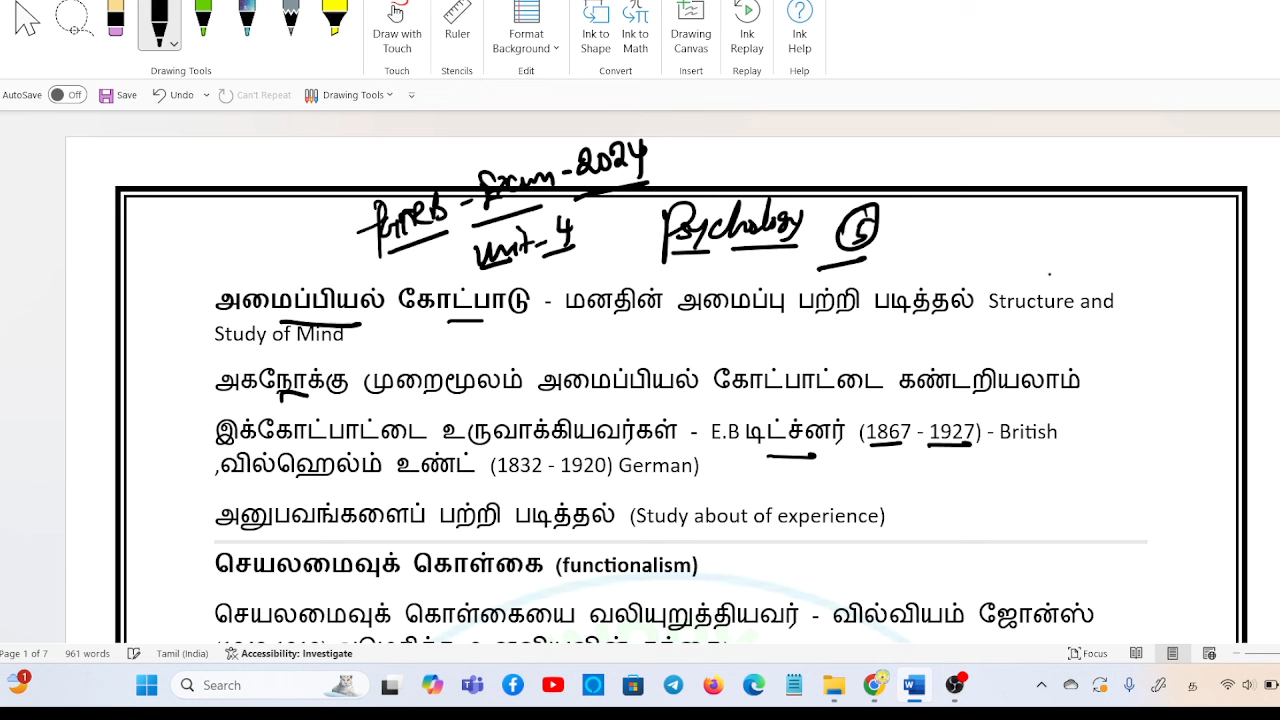 Draw with Touch
Ruler
Format Background
Ink to Shape
Ink to Math
Drawing Canvas
Ink Replay
Ink Help
Drawing Tools
Touch
Stencils
Edit
Convert
Insert
Replay
Help
AutoSave Off Save Undo Can't Repeat Drawing Tools
PGTRB - Exam - 2024
Unit - 4 Psychology 5
அமைப்பியல் கோட்பாடு - மனதின் அமைப்பு பற்றி படித்தல் Structure and
Study of Mind
அகநோக்கு முறைமூலம் அமைப்பியல் கோட்பாட்டை கண்டறியலாம்
இக்கோட்பாட்டை உருவாக்கியவர்கள் - E.B டிட்ச்னர் (1867 - 1927) - British
,வில்ஹெல்ம் உண்ட் (1832 - 1920) German)
அனுபவங்களைப் பற்றி படித்தல் (Study about of experience)
செயலமைவுக் கொள்கை (functionalism)
செயலமைவுக் கொள்கையை வலியுறுத்தியவர் - வில்வியம் ஜோன்ஸ்
Page 1 of 7 961 words Tamil (India) Accessibility: Investigate Focus
1 Search